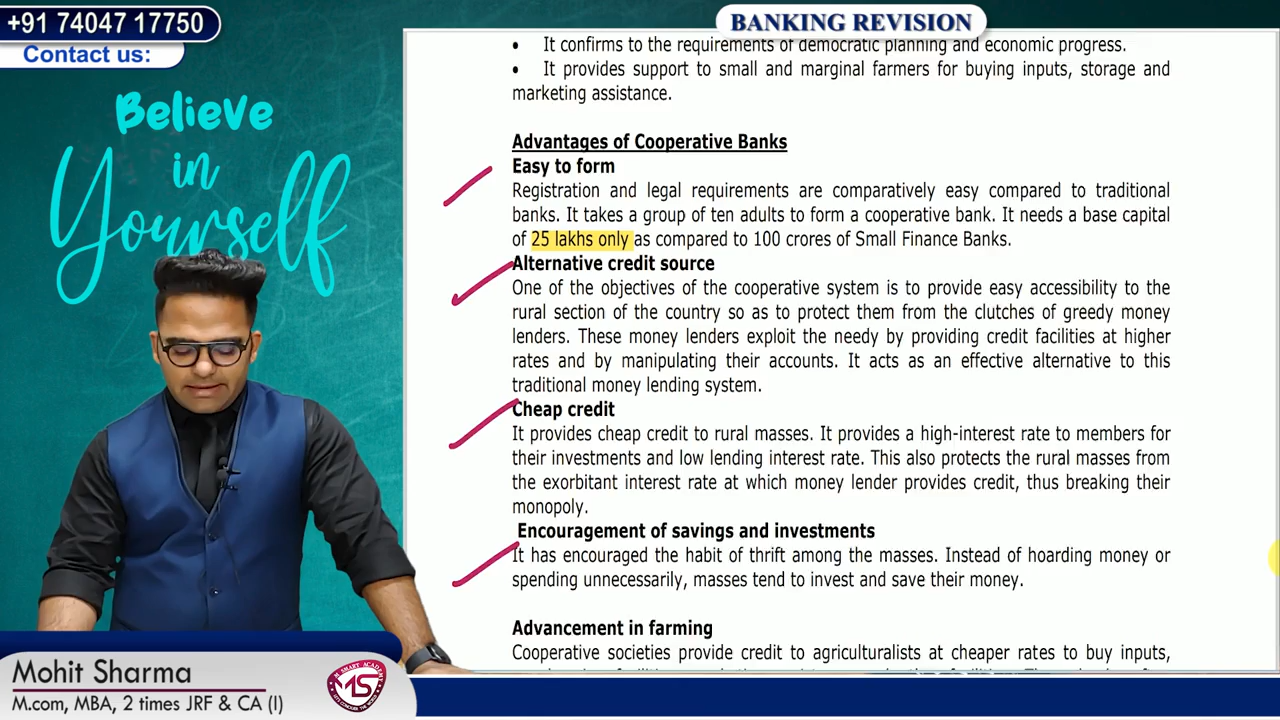 +91 74047 17750
Contact us:
BANKING REVISION
Believe
in
Yourself
• It confirms to the requirements of democratic planning and economic progress.
• It provides support to small and marginal farmers for buying inputs, storage and
marketing assistance.
Advantages of Cooperative Banks
Easy to form
Registration and legal requirements are comparatively easy compared to traditional
banks. It takes a group of ten adults to form a cooperative bank. It needs a base capital
of 25 lakhs only as compared to 100 crores of Small Finance Banks.
Alternative credit source
One of the objectives of the cooperative system is to provide easy accessibility to the
rural section of the country so as to protect them from the clutches of greedy money
lenders. These money lenders exploit the needy by providing credit facilities at higher
rates and by manipulating their accounts. It acts as an effective alternative to this
traditional money lending system.
Cheap credit
It provides cheap credit to rural masses. It provides a high-interest rate to members for
their investments and low lending interest rate. This also protects the rural masses from
the exorbitant interest rate at which money lender provides credit, thus breaking their
monopoly.
Encouragement of savings and investments
It has encouraged the habit of thrift among the masses. Instead of hoarding money or
spending unnecessarily, masses tend to invest and save their money.
Advancement in farming
Cooperative societies provide credit to agriculturalists at cheaper rates to buy inputs,
Mohit Sharma
M.com, MBA, 2 times JRF & CA (I)
MS